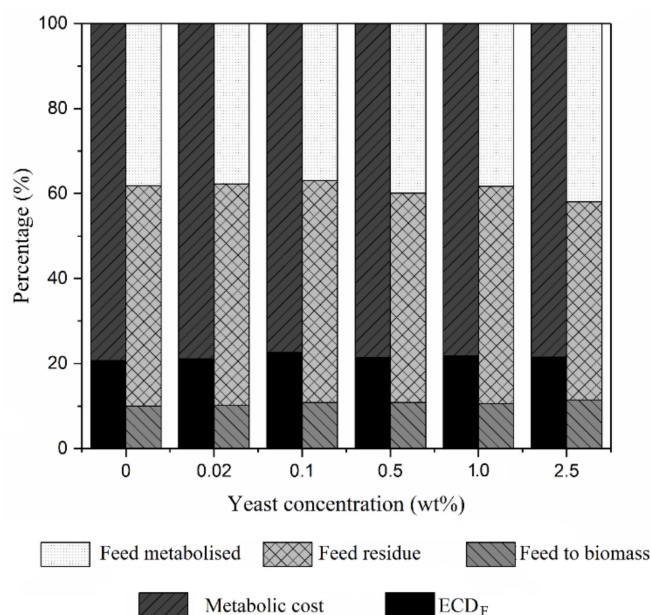 100
80
60
40
20
0
Percentage (%)
0 0.02 0.1 0.5 1.0 2.5
Yeast concentration (wt%)
Feed metabolised Feed residue Feed to biomass
Metabolic cost ECD_F